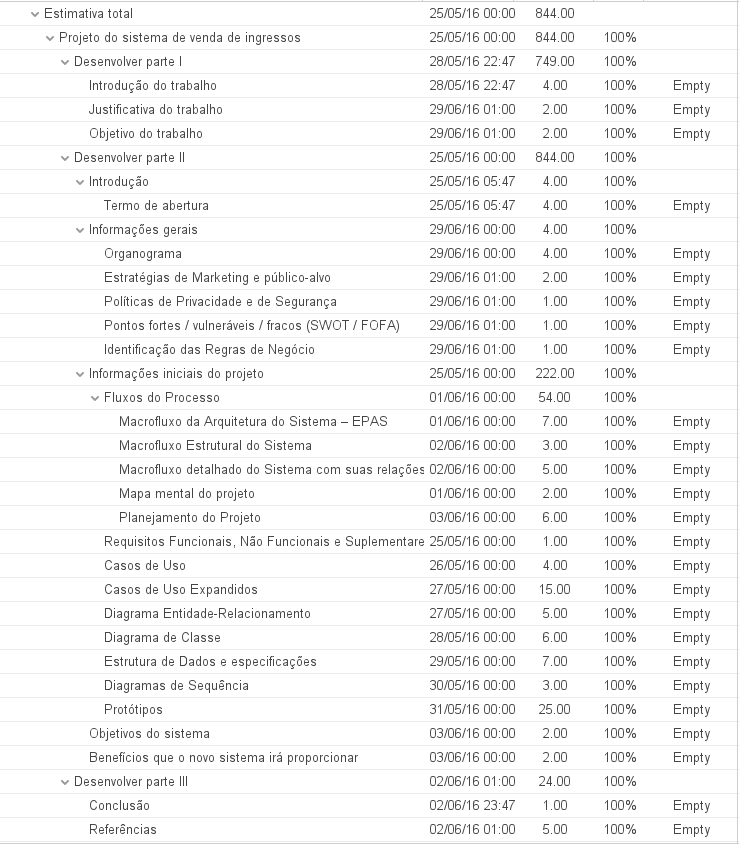 Estimativa total 25/05/16 00:00 844.00
Projeto do sistema de venda de ingressos 25/05/16 00:00 844.00 100%
Desenvolver parte I 28/05/16 22:47 749.00 100%
Introdução do trabalho 28/05/16 22:47 4.00 100% Empty
Justificativa do trabalho 29/06/16 01:00 2.00 100% Empty
Objetivo do trabalho 29/06/16 01:00 2.00 100% Empty
Desenvolver parte II 25/05/16 00:00 844.00 100%
Introdução 25/05/16 05:47 4.00 100%
Termo de abertura 25/05/16 05:47 4.00 100% Empty
Informações gerais 29/06/16 00:00 4.00 100%
Organograma 29/06/16 00:00 4.00 100% Empty
Estratégias de Marketing e público-alvo 29/06/16 01:00 2.00 100% Empty
Políticas de Privacidade e de Segurança 29/06/16 01:00 1.00 100% Empty
Pontos fortes / vulneráveis / fracos (SWOT / FOFA) 29/06/16 01:00 1.00 100% Empty
Identificação das Regras de Negócio 29/06/16 01:00 1.00 100% Empty
Informações iniciais do projeto 25/05/16 00:00 222.00 100%
Fluxos do Processo 01/06/16 00:00 54.00 100%
Macrofluxo da Arquitetura do Sistema – EPAS 01/06/16 00:00 7.00 100% Empty
Macrofluxo Estrutural do Sistema 02/06/16 00:00 3.00 100% Empty
Macrofluxo detalhado do Sistema com suas relações 02/06/16 00:00 5.00 100% Empty
Mapa mental do projeto 01/06/16 00:00 2.00 100% Empty
Planejamento do Projeto 03/06/16 00:00 6.00 100% Empty
Requisitos Funcionais, Não Funcionais e Suplementare 25/05/16 00:00 1.00 100% Empty
Casos de Uso 26/05/16 00:00 4.00 100% Empty
Casos de Uso Expandidos 27/05/16 00:00 15.00 100% Empty
Diagrama Entidade-Relacionamento 27/05/16 00:00 5.00 100% Empty
Diagrama de Classe 28/05/16 00:00 6.00 100% Empty
Estrutura de Dados e especificações 29/05/16 00:00 7.00 100% Empty
Diagramas de Sequência 30/05/16 00:00 3.00 100% Empty
Protótipos 31/05/16 00:00 25.00 100% Empty
Objetivos do sistema 03/06/16 00:00 2.00 100% Empty
Benefícios que o novo sistema irá proporcionar 03/06/16 00:00 2.00 100% Empty
Desenvolver parte III 02/06/16 01:00 24.00 100%
Conclusão 02/06/16 23:47 1.00 100% Empty
Referências 02/06/16 01:00 5.00 100% Empty